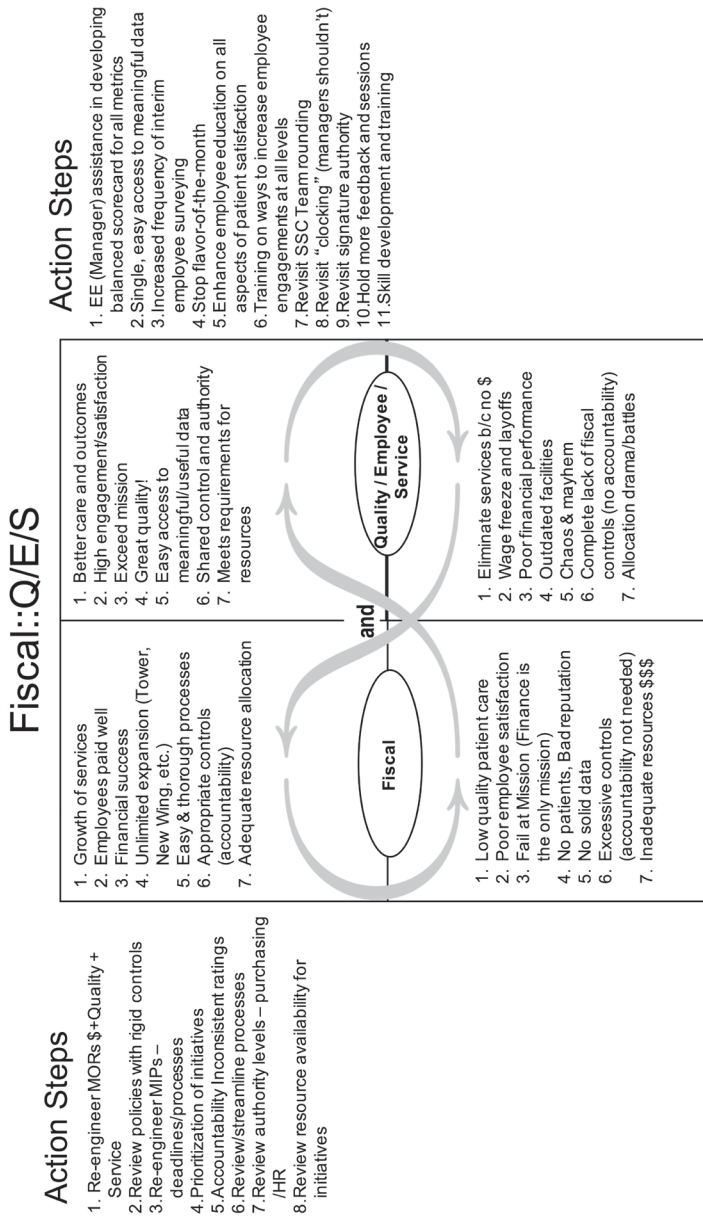 Fiscal::Q/E/S
Action Steps
1. Re-engineer MORs $+Quality +
Service
2.Review policies with rigid controls
3.Re-engineer MIPs –
deadlines/processes
4.Prioritization of initiatives
5.Accountability Inconsistent ratings
6.Review/streamline processes
7.Review authority levels – purchasing
/HR
8.Review resource availability for
initiatives
1. Growth of services
2. Employees paid well
3. Financial success
4. Unlimited expansion (Tower,
New Wing, etc.)
5. Easy & thorough processes
6. Appropriate controls
(accountability)
7. Adequate resource allocation
1. Better care and outcomes
2. High engagement/satisfaction
3. Exceed mission
4. Great quality!
5. Easy access to
meaningful/useful data
6. Shared control and authority
7. Meets requirements for
resources
Fiscal
and
Quality / Employee /
Service
1. Low quality patient care
2. Poor employee satisfaction
3. Fail at Mission (Finance is
the only mission)
4. No patients, Bad reputation
5. No solid data
6. Excessive controls
(accountability not needed)
7. Inadequate resources $$$
1. Eliminate services b/c no $
2. Wage freeze and layoffs
3. Poor financial performance
4. Outdated facilities
5. Chaos & mayhem
6. Complete lack of fiscal
controls (no accountability)
7. Allocation drama/battles
Action Steps
1. EE (Manager) assistance in developing
balanced scorecard for all metrics
2.Single, easy access to meaningful data
3.Increased frequency of interim
employee surveying
4.Stop flavor-of-the-month
5.Enhance employee education on all
aspects of patient satisfaction
6.Training on ways to increase employee
engagements at all levels
7.Revisit SSC Team rounding
8.Revisit “clocking” (managers shouldn’t)
9.Revisit signature authority
10.Hold more feedback and sessions
11.Skill development and training